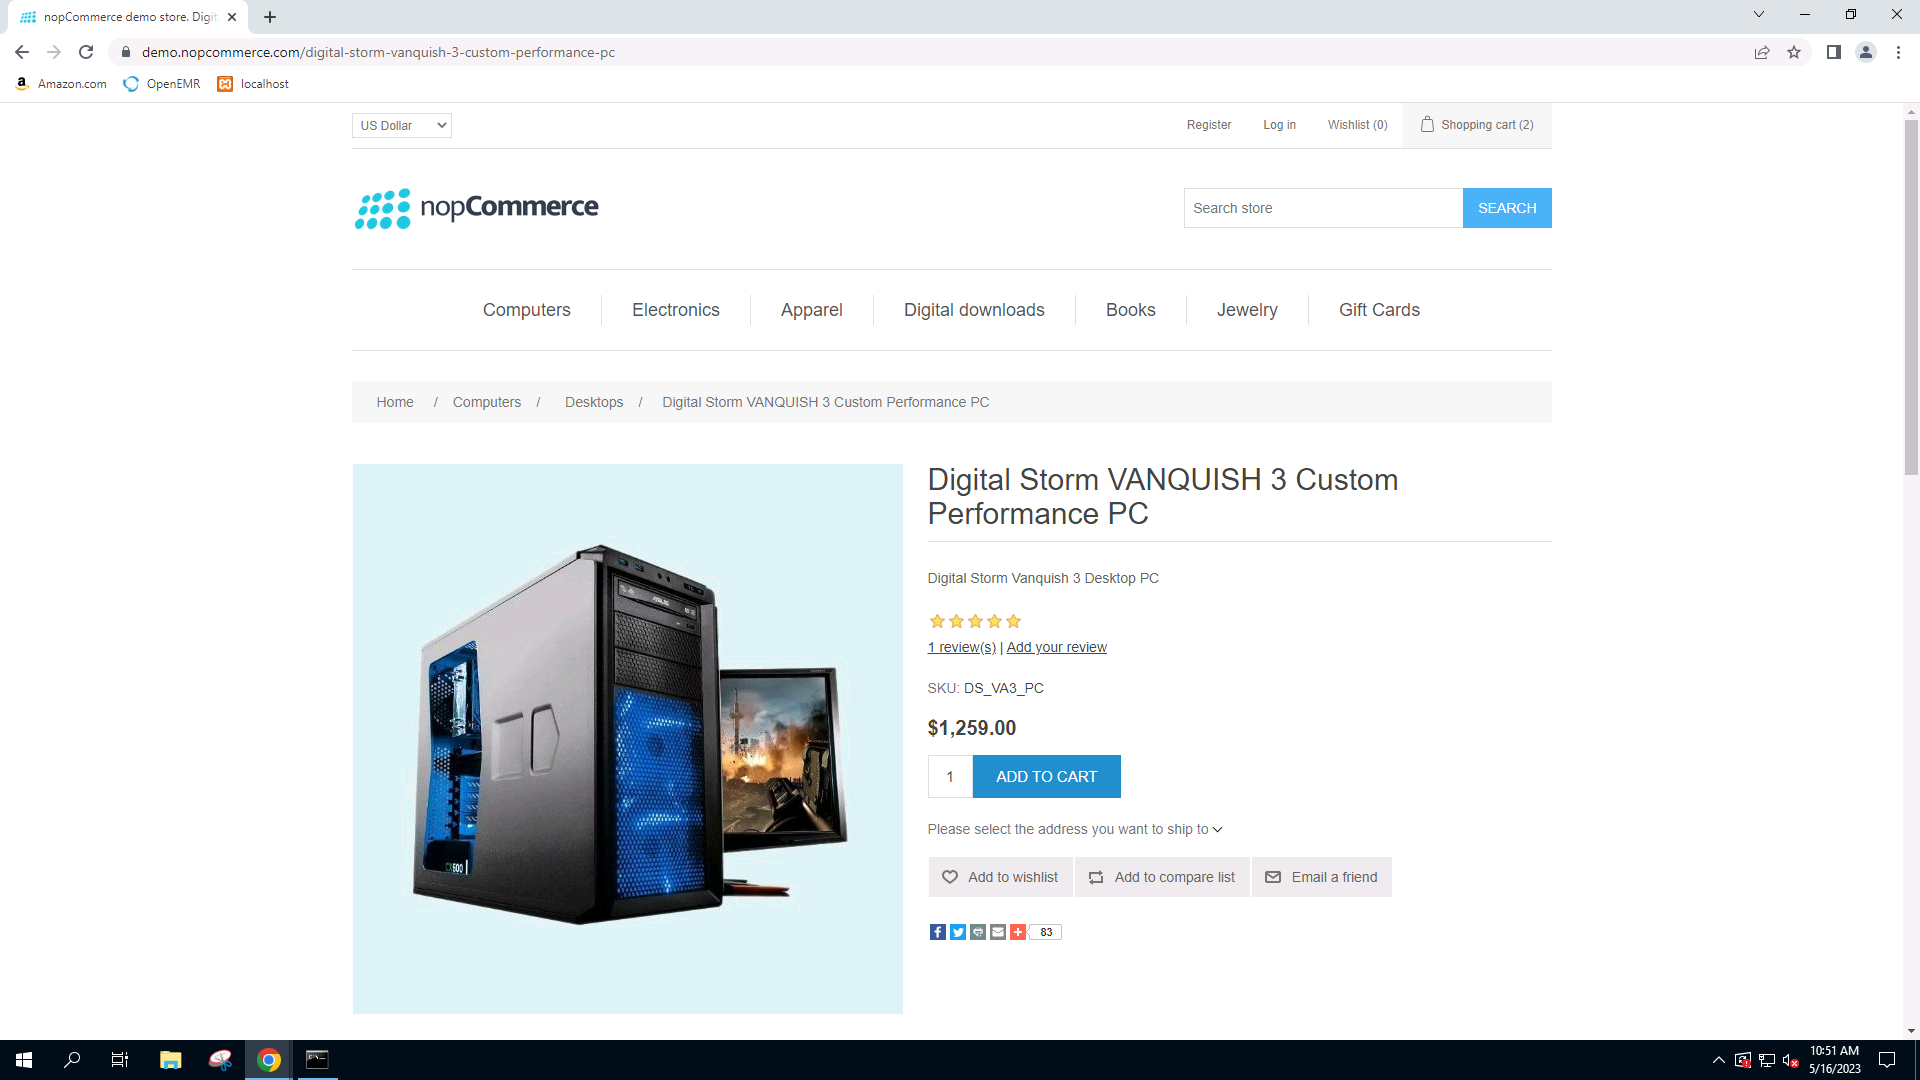 nopCommerce demo store. Digit
demo.nopcommerce.com/digital-storm-vanquish-3-custom-performance-pc
Amazon.com
OpenEMR
localhost
US Dollar
Register
Log in
Wishlist (0)
Shopping cart (2)
nopCommerce
Search store
SEARCH
Computers
Electronics
Apparel
Digital downloads
Books
Jewelry
Gift Cards
Home / Computers / Desktops / Digital Storm VANQUISH 3 Custom Performance PC
Digital Storm VANQUISH 3 Custom
Performance PC
Digital Storm Vanquish 3 Desktop PC
1 review(s) | Add your review
SKU: DS_VA3_PC
$1,259.00
1
ADD TO CART
Please select the address you want to ship to
Add to wishlist
Add to compare list
Email a friend
83
10:51 AM
5/16/2023